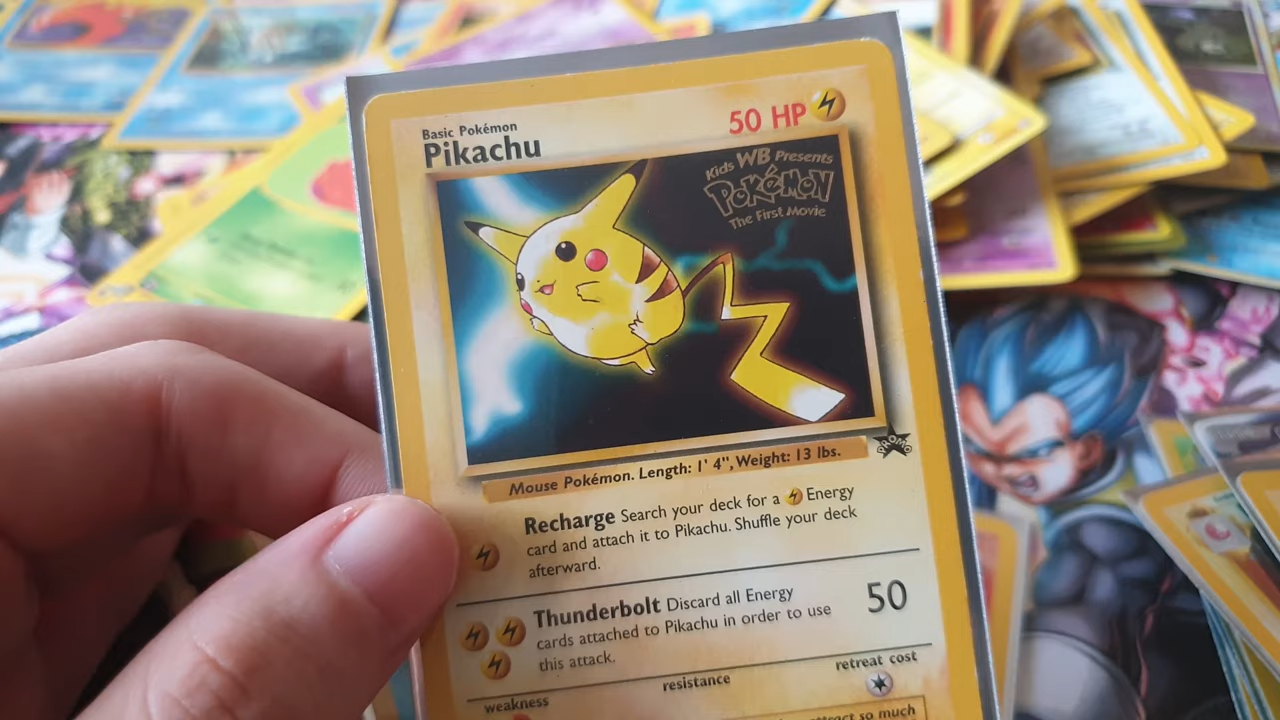 Basic Pokémon
Pikachu
50 HP
Kids WB Presents
POKéMON
The First Movie
PROMO
Mouse Pokémon. Length: 1' 4", Weight: 13 lbs.
Recharge Search your deck for a Energy
card and attach it to Pikachu. Shuffle your deck
afterward.
Thunderbolt Discard all Energy
cards attached to Pikachu in order to use
this attack.
50
weakness
resistance
retreat cost
so much